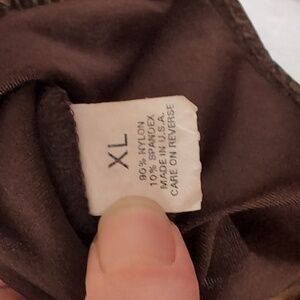 XL
90% NYLON
10% SPANDEX
MADE IN U.S.A.
CARE ON REVERSE